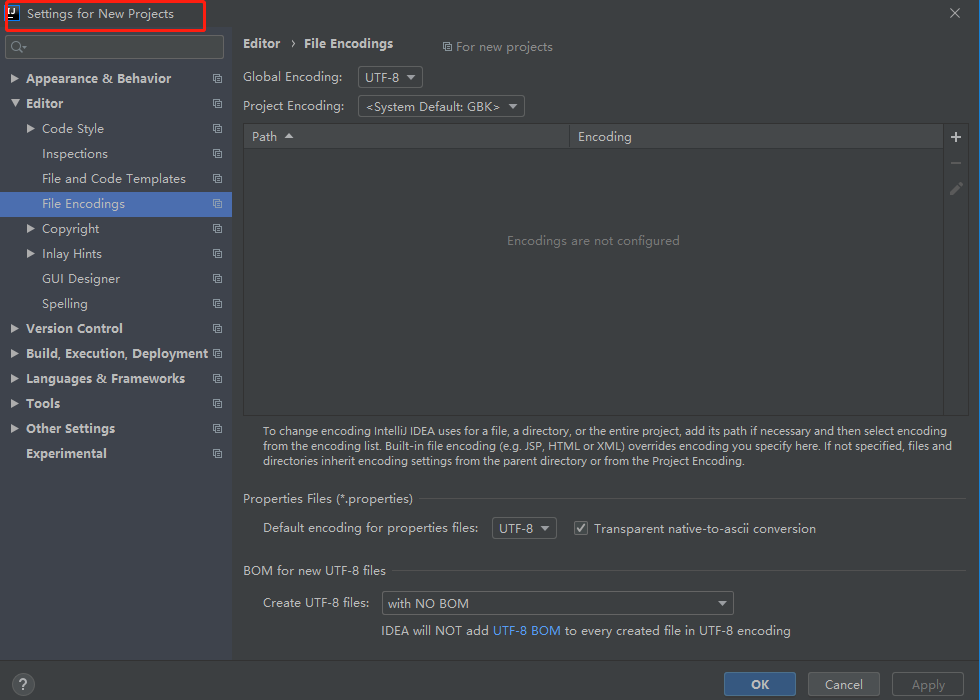 Settings for New Projects
Appearance & Behavior
Editor
Code Style
Inspections
File and Code Templates
File Encodings
Copyright
Inlay Hints
GUI Designer
Spelling
Version Control
Build, Execution, Deployment
Languages & Frameworks
Tools
Other Settings
Experimental
Editor › File Encodings For new projects
Global Encoding: UTF-8
Project Encoding: <System Default: GBK>
Path Encoding
Encodings are not configured
To change encoding IntelliJ IDEA uses for a file, a directory, or the entire project, add its path if necessary and then select encoding
from the encoding list. Built-in file encoding (e.g. JSP, HTML or XML) overrides encoding you specify here. If not specified, files and
directories inherit encoding settings from the parent directory or from the Project Encoding.
Properties Files (*.properties)
Default encoding for properties files: UTF-8 Transparent native-to-ascii conversion
BOM for new UTF-8 files
Create UTF-8 files: with NO BOM
IDEA will NOT add UTF-8 BOM to every created file in UTF-8 encoding
? OK Cancel Apply